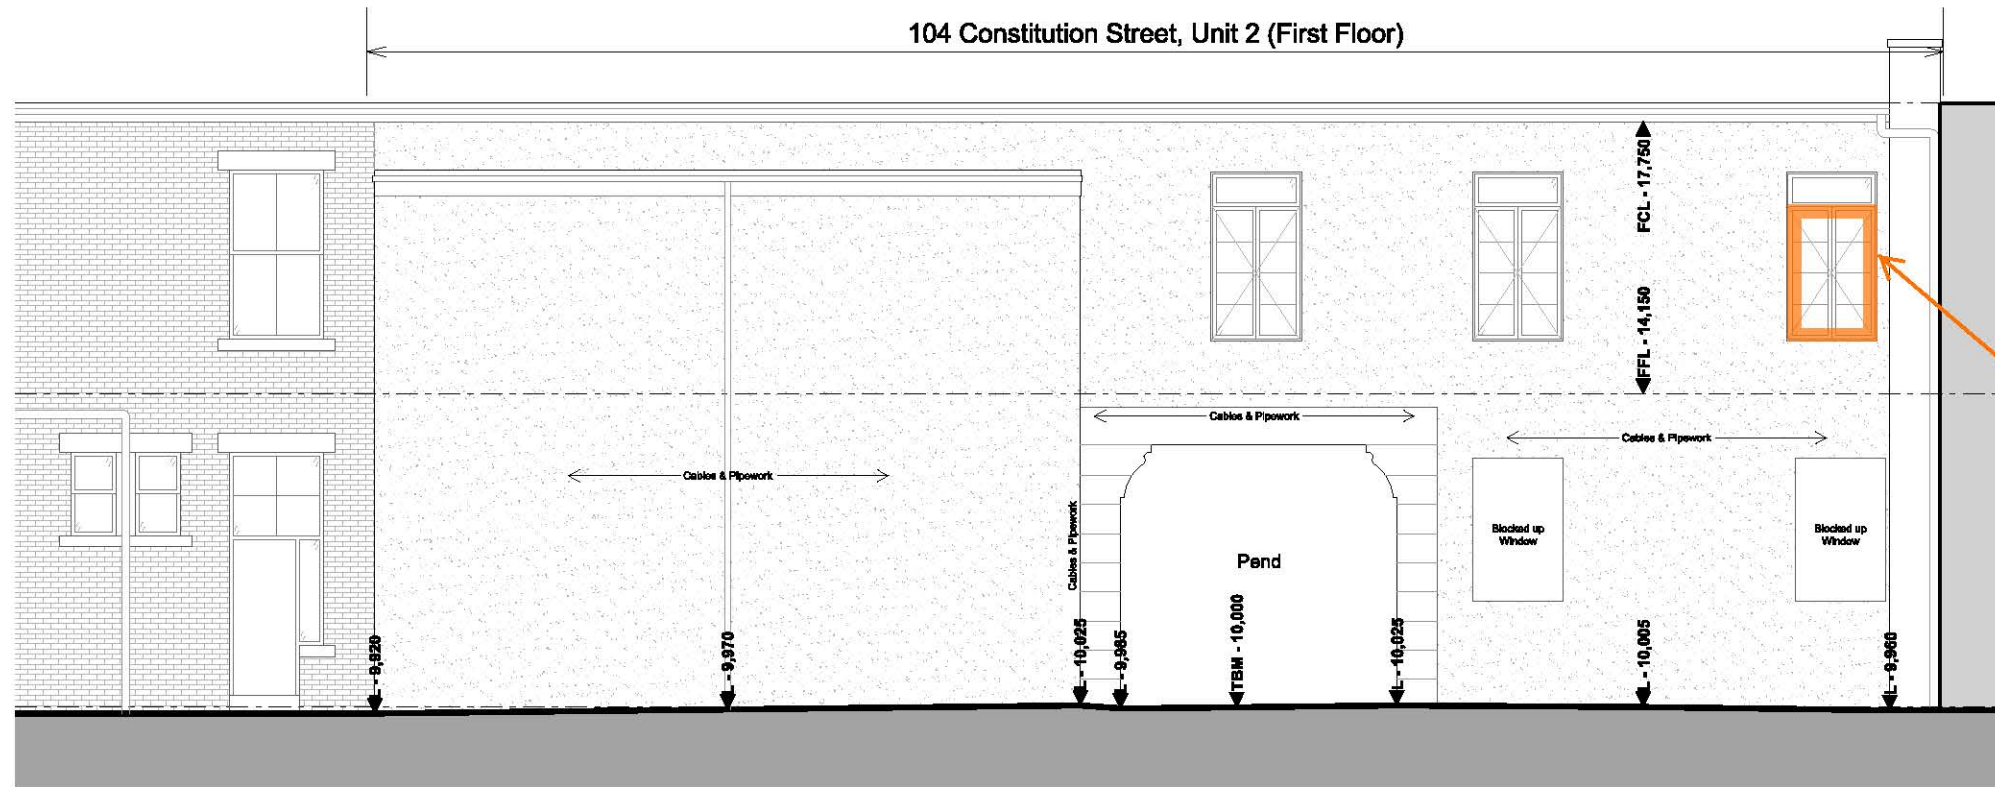 104 Constitution Street, Unit 2 (First Floor)
FCL - 17,750
FFL - 14,150
Cables & Pipework
Cables & Pipework
Cables & Pipework
Cables & Pipework
Blocked up
Window
Blocked up
Window
Pend
L - 9,820
L - 9,970
L - 10,025
L - 9,985
TBM - 10,000
L - 10,025
L - 10,005
L - 9,960